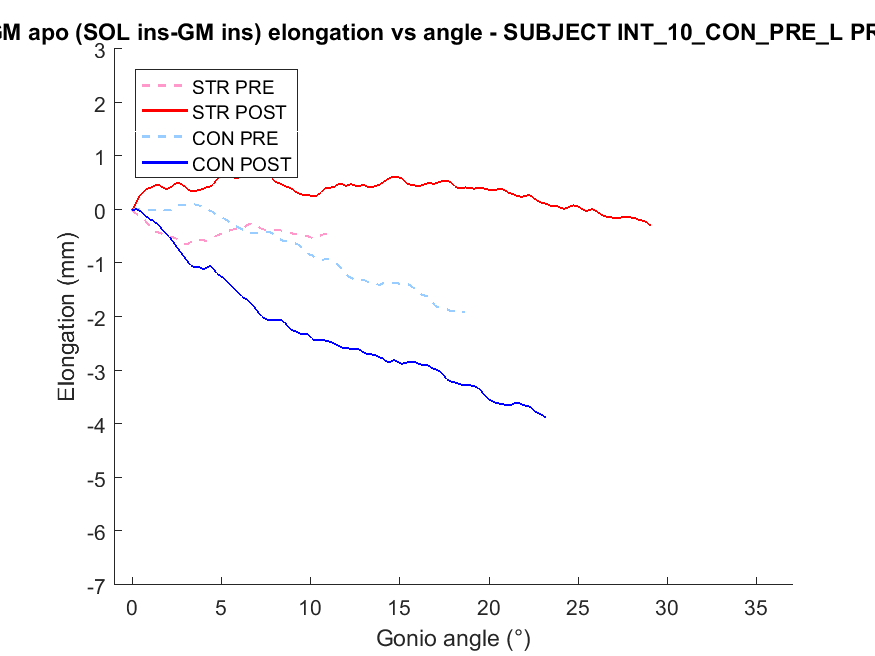 GM apo (SOL ins-GM ins) elongation vs angle - SUBJECT INT_10_CON_PRE_L PR
STR PRE
STR POST
CON PRE
CON POST
3
2
1
0
-1
-2
-3
-4
-5
-6
-7
Elongation (mm)
0 5 10 15 20 25 30 35
Gonio angle (°)